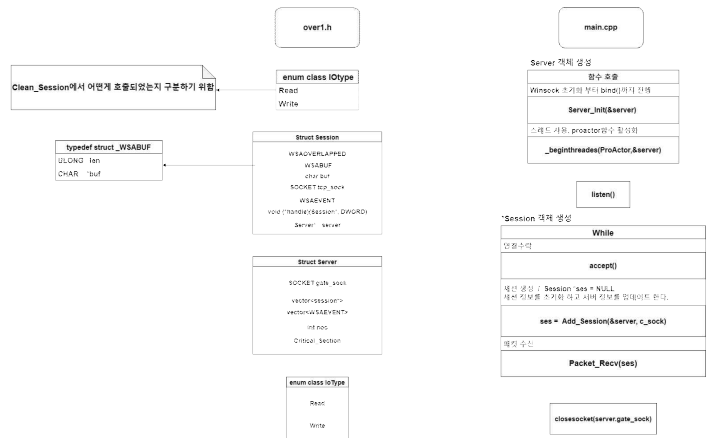 over1.h
main.cpp
Clean_Session에서 어떤게 호출되었는지 구분하기 위함
enum class IOtype
Read
Write
typedef struct _WSABUF
ULONG len
CHAR *buf
Struct Session
WSAOVERLAPPED
WSABUF
char buf
SOCKET tcp_sock
WSAEVENT
void (*handle)(Session*, DWORD)
Server* server
Struct Server
SOCKET gate_sock
vector<session*>
vector<WSAEVENT>
int nos
Critical_Section
enum class IoType
Read
Write
Server 객체 생성
함수 호출
Winsock 초기화 부터 bind()까지 진행
Server_Init(&server)
스레드 사용, proactor함수 활성화
_beginthreadex(ProActor,&server)
listen()
*Session 객체 생성
While
연결수락
accept()
세션 생성 / Session *ses = NULL
세션 정보를 초기화 하고 서버 정보를 업데이트 한다.
ses = Add_Session(&server, c_sock)
패킷 수신
Packet_Recv(ses)
closesocket(server.gate_sock)